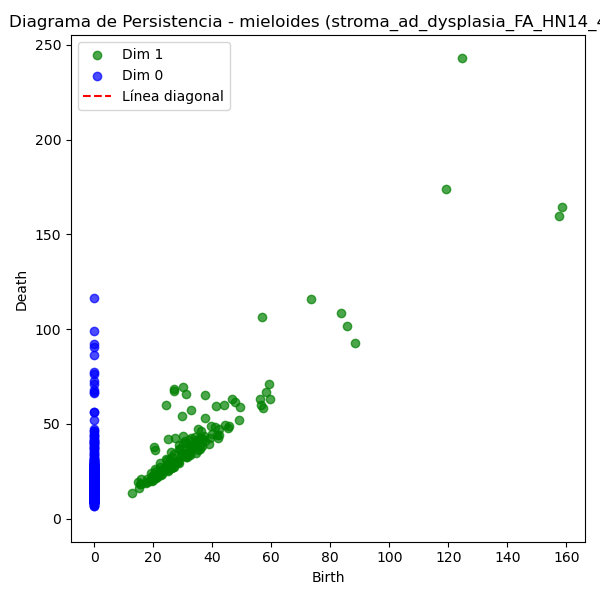 Diagrama de Persistencia - mieloides (stroma_ad_dysplasia_FA_HN14_4
Dim 1
Dim 0
Línea diagonal
250
200
150
100
50
0
Death
0 20 40 60 80 100 120 140 160
Birth